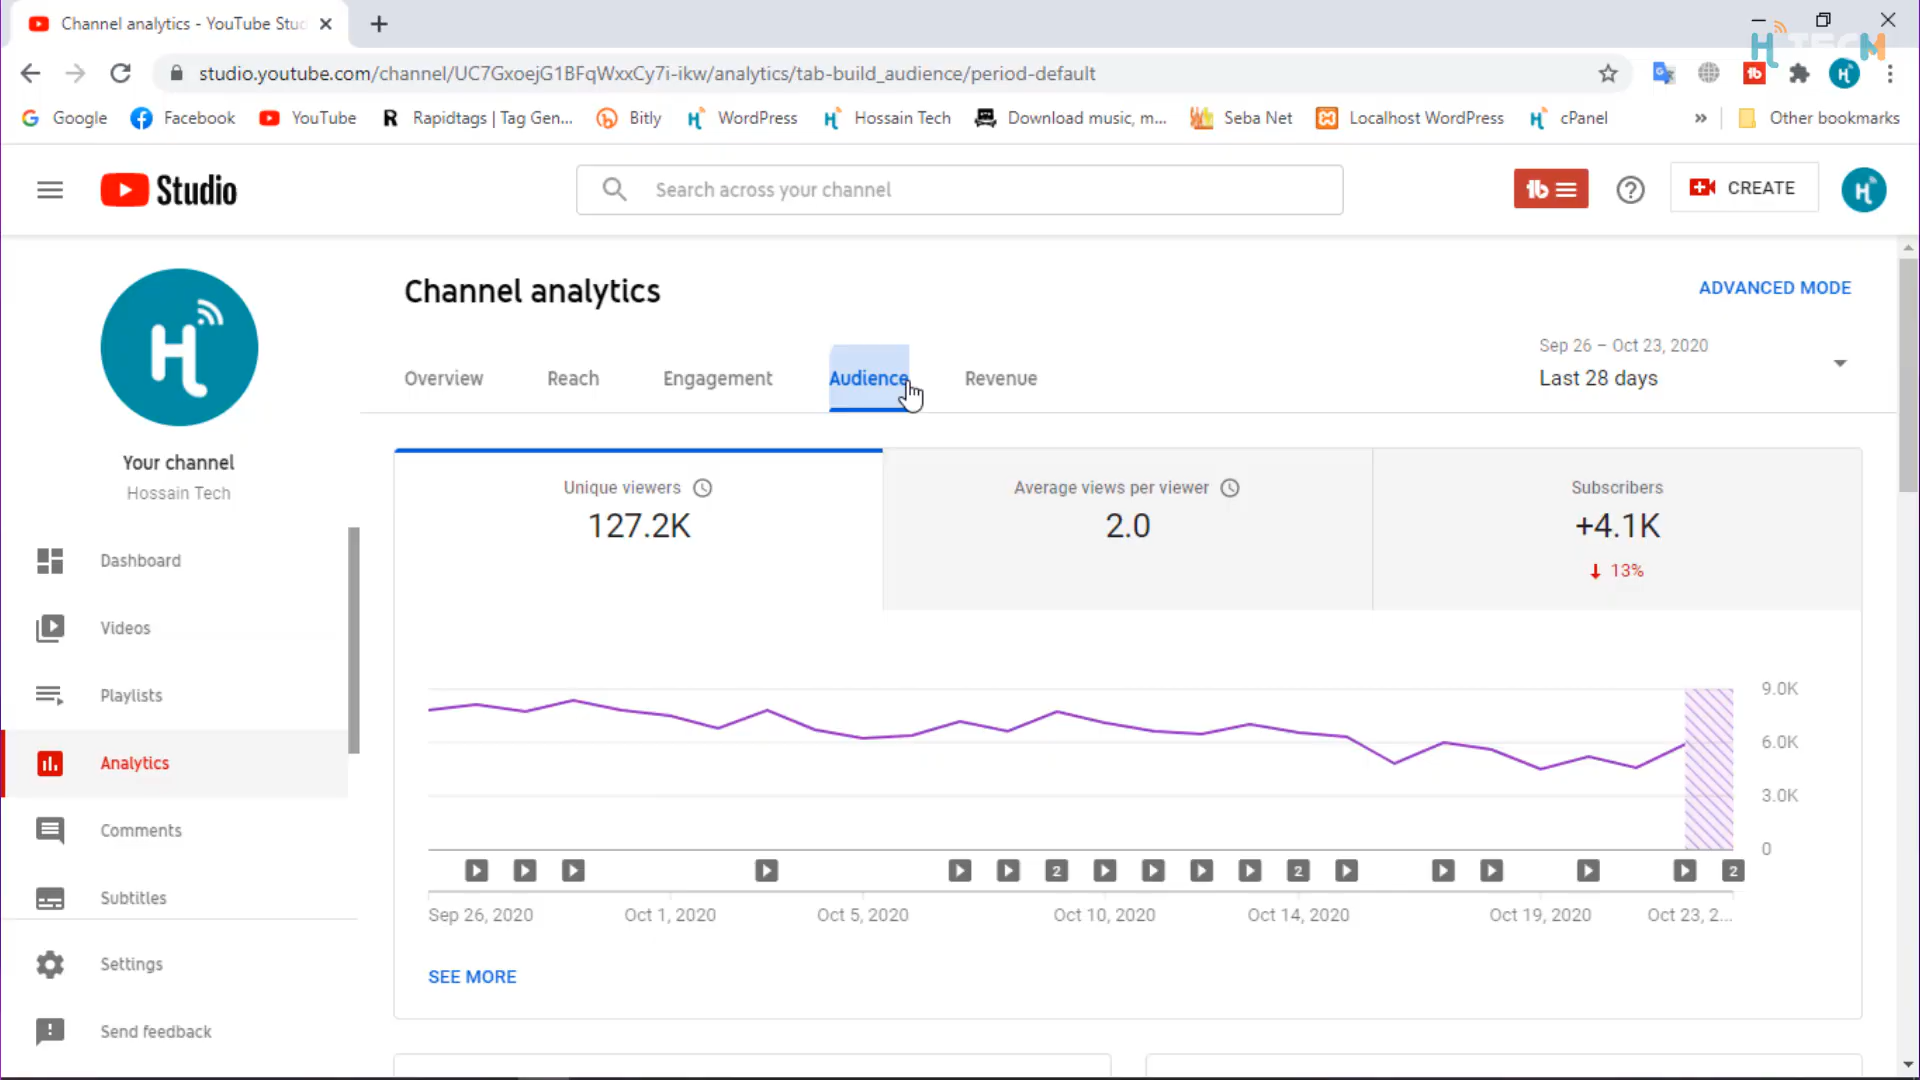 Channel analytics - YouTube Stud
H TECM
studio.youtube.com/channel/UC7GxoejG1BFqWxxCy7i-ikw/analytics/tab-build_audience/period-default
Google Facebook YouTube Rapidtags | Tag Gen... Bitly WordPress Hossain Tech Download music, m... Seba Net Localhost WordPress cPanel » Other bookmarks
Studio
Search across your channel
CREATE
Channel analytics
ADVANCED MODE
Overview Reach Engagement Audience Revenue
Sep 26 – Oct 23, 2020
Last 28 days
Your channel
Hossain Tech
Dashboard
Videos
Playlists
Analytics
Comments
Subtitles
Settings
Send feedback
Unique viewers
127.2K
Average views per viewer
2.0
Subscribers
+4.1K
13%
9.0K
6.0K
3.0K
0
2 2 2
Sep 26, 2020 Oct 1, 2020 Oct 5, 2020 Oct 10, 2020 Oct 14, 2020 Oct 19, 2020 Oct 23, 2...
SEE MORE